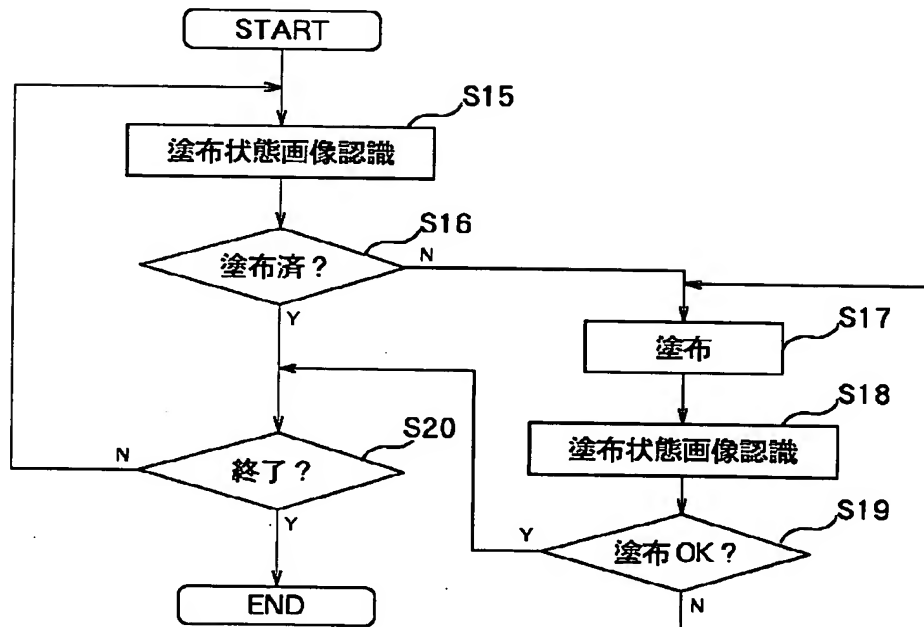 START
S15
塗布状態画像認識
S16
塗布済?
N
Y
S17
塗布
S18
塗布状態画像認識
S20
N
終了?
Y
S19
Y
塗布OK?
N
END